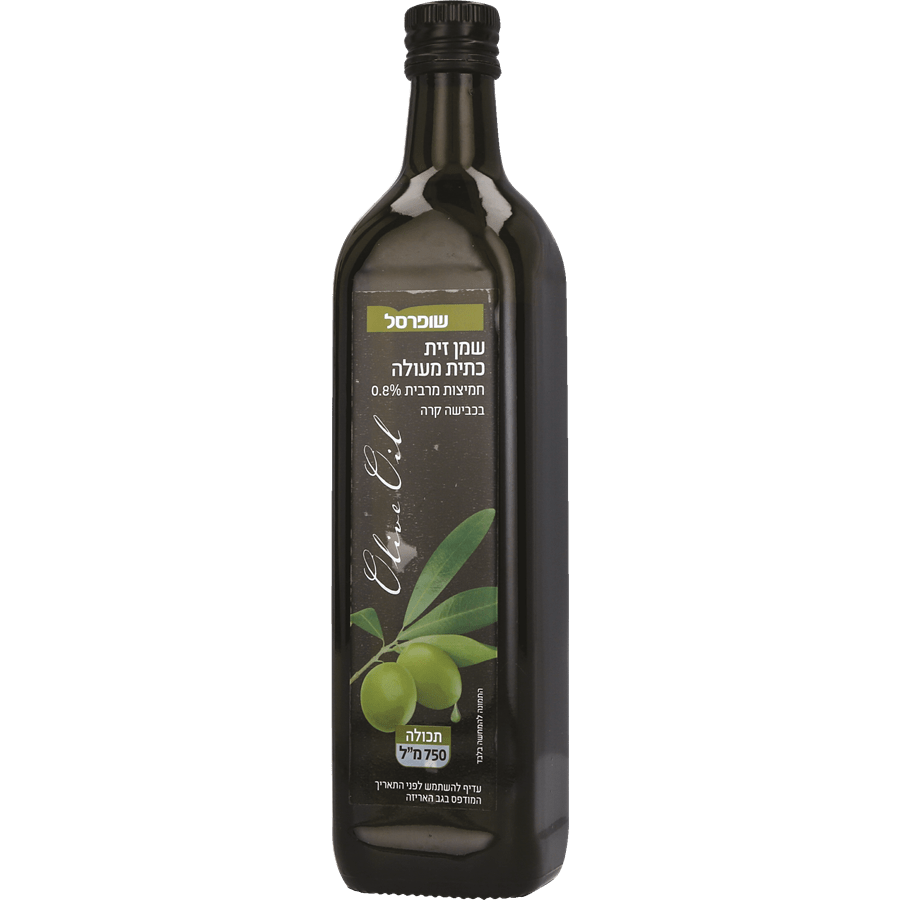 שופרסל
שמן זית
כתית מעולה
חמיצות מרבית 0.8%
בכבישה קרה
Olive Oil
התמונה להמחשה בלבד
תכולה
750 מ"ל
עדיף להשתמש לפני התאריך
המודפס בגב האריזה